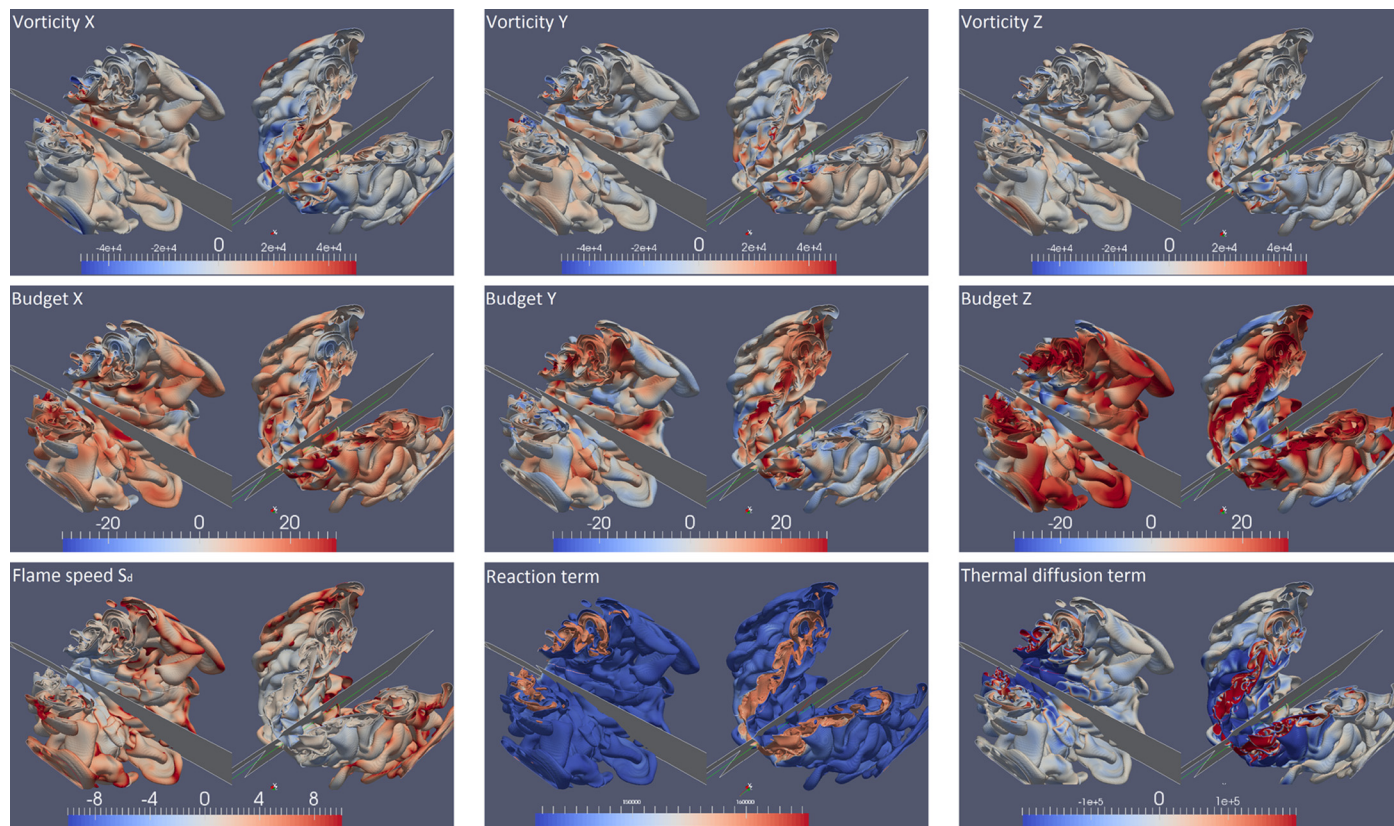 Vorticity X
-4e+4 -2e+4 0 2e+4 4e+4
Vorticity Y
-4e+4 -2e+4 0 2e+4 4e+4
Vorticity Z
-4e+4 -2e+4 0 2e+4 4e+4
Budget X
-20 0 20
Budget Y
-20 0 20
Budget Z
-20 0 20
Flame speed Sd
-8 -4 0 4 8
Reaction term
160000
Thermal diffusion term
-1e+5 0 1e+5